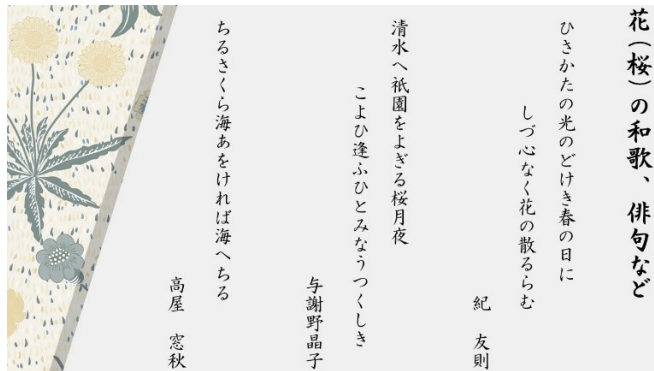 花(桜)の和歌、俳句など
ひさかたの光のどけき春の日に
しづ心なく花の散るらむ
紀 友則
清水へ祇園をよぎる桜月夜
こよひ逢ふひとみなうつくしき
与謝野晶子
ちるさくら海あをければ海へちる
高屋 窓秋